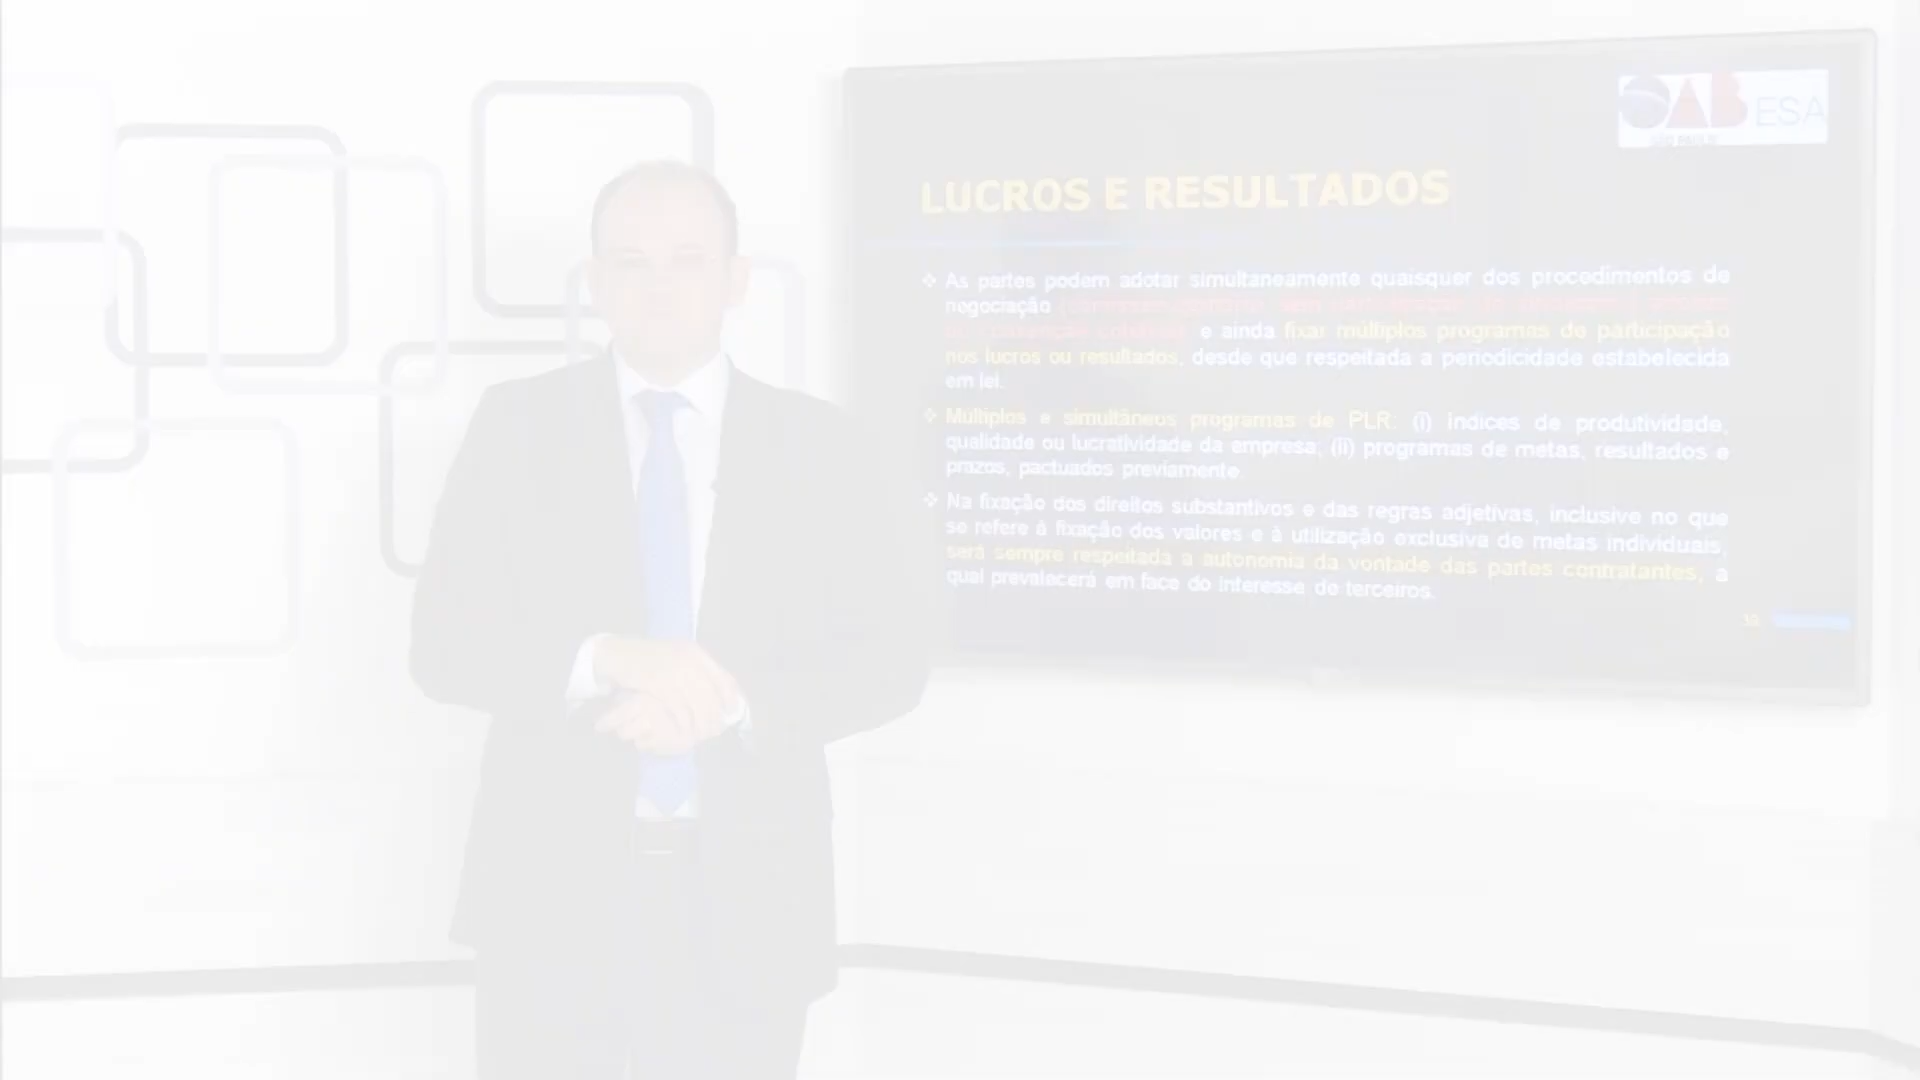 OAB ESA
SÃO PAULO
LUCROS E RESULTADOS
❖ As partes podem adotar simultaneamente quaisquer dos procedimentos de
negociação
e ainda fixar múltiplos programas de participação
nos lucros ou resultados, desde que respeitada a periodicidade estabelecida
em lei.
❖ Múltiplos e simultâneos programas de PLR: (i) índices de produtividade,
qualidade ou lucratividade da empresa; (ii) programas de metas, resultados e
prazos, pactuados previamente.
❖ Na fixação dos direitos substantivos e das regras adjetivas, inclusive no que
se refere à fixação dos valores e à utilização exclusiva de metas individuais,
será sempre respeitada a autonomia da vontade das partes contratantes, a
qual prevalecerá em face do interesse de terceiros.